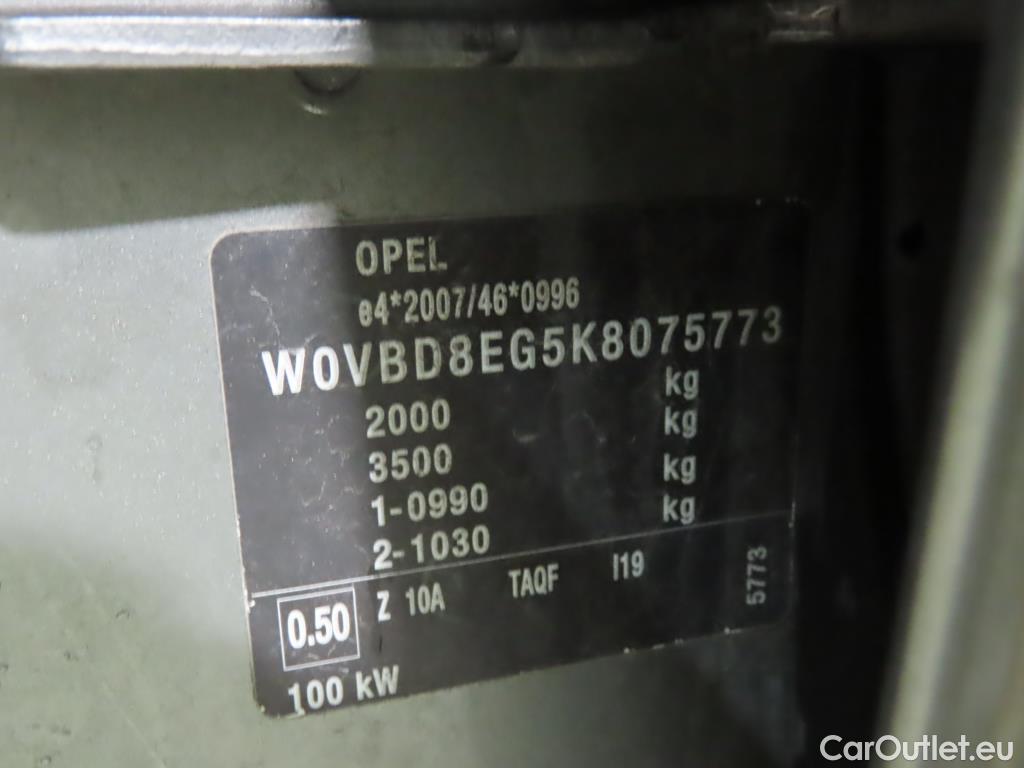 OPEL
e4*2007/46*0996
W0VBD8EG5K8075773
2000 kg
3500 kg
1-0990 kg
2-1030 kg
0.50 Z 10A TAQF I19 5773
100 kW
CarOutlet.eu